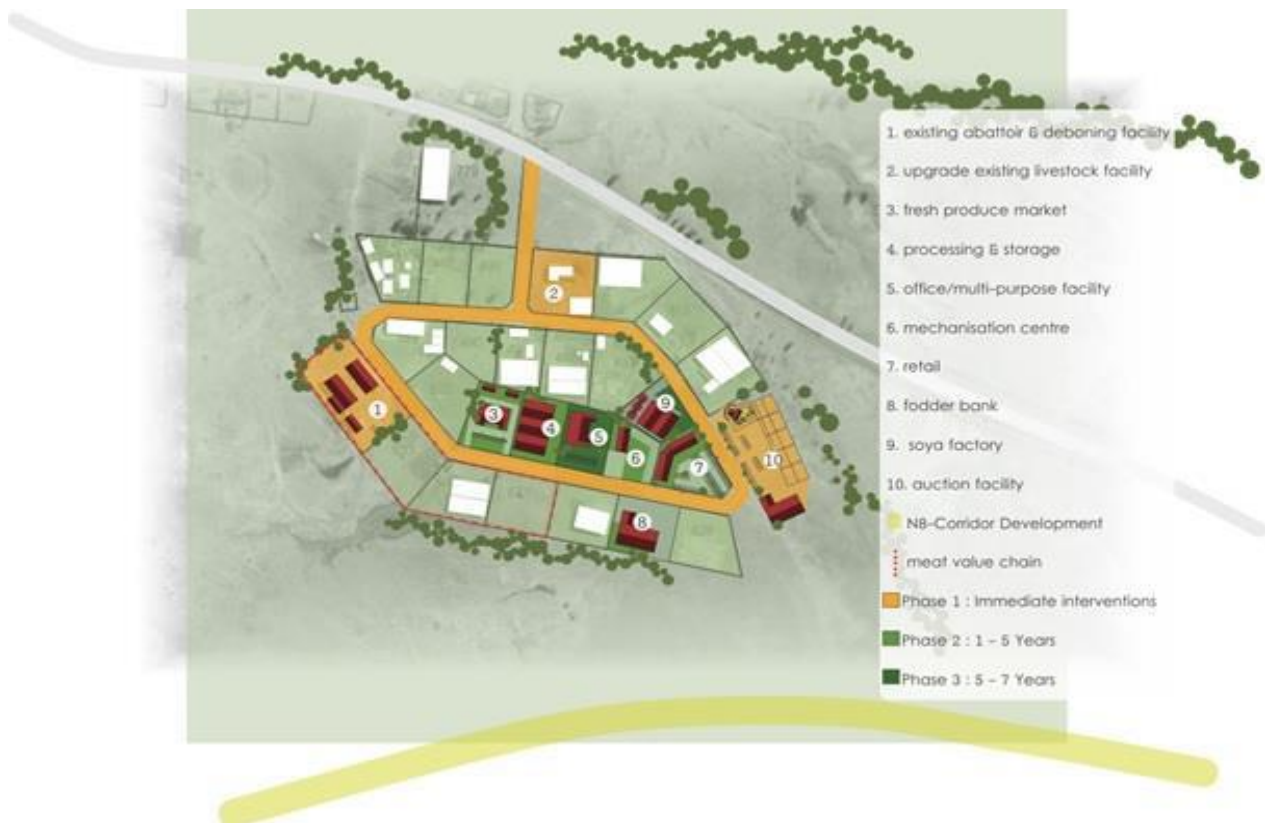 1. existing abattoir & deboning facility
2. upgrade existing livestock facility
3. fresh produce market
4. processing & storage
5. office/multi-purpose facility
6. mechanisation centre
7. retail
8. fodder bank
9. soya factory
10. auction facility
N8-Corridor Development
meat value chain
Phase 1 : Immediate interventions
Phase 2 : 1 - 5 Years
Phase 3 : 5 - 7 Years
2
1
3
4
5
9
6
7
10
8